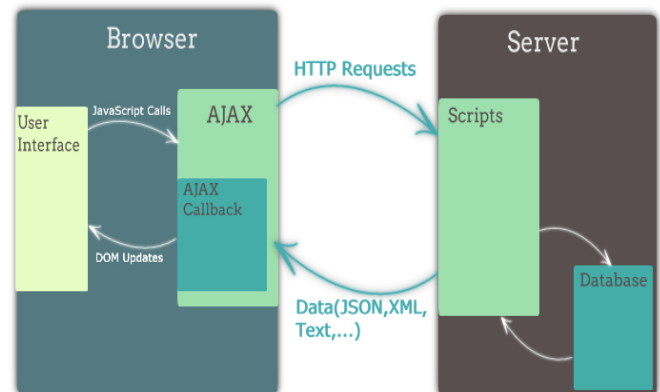 Browser
Server
HTTP Requests
JavaScript Calls
AJAX
Scripts
User
Interface
AJAX
Callback
DOM Updates
Database
Data(JSON,XML,
Text,...)